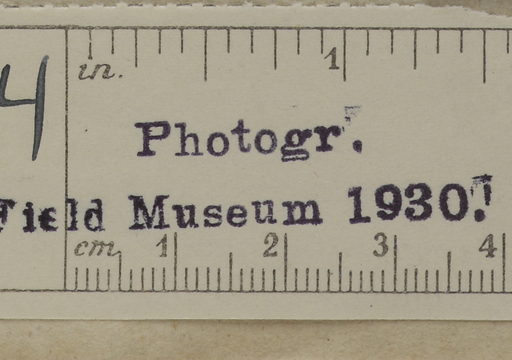 4
in. 1
Photogr.
Field Museum 1930.
cm 1 2 3 4